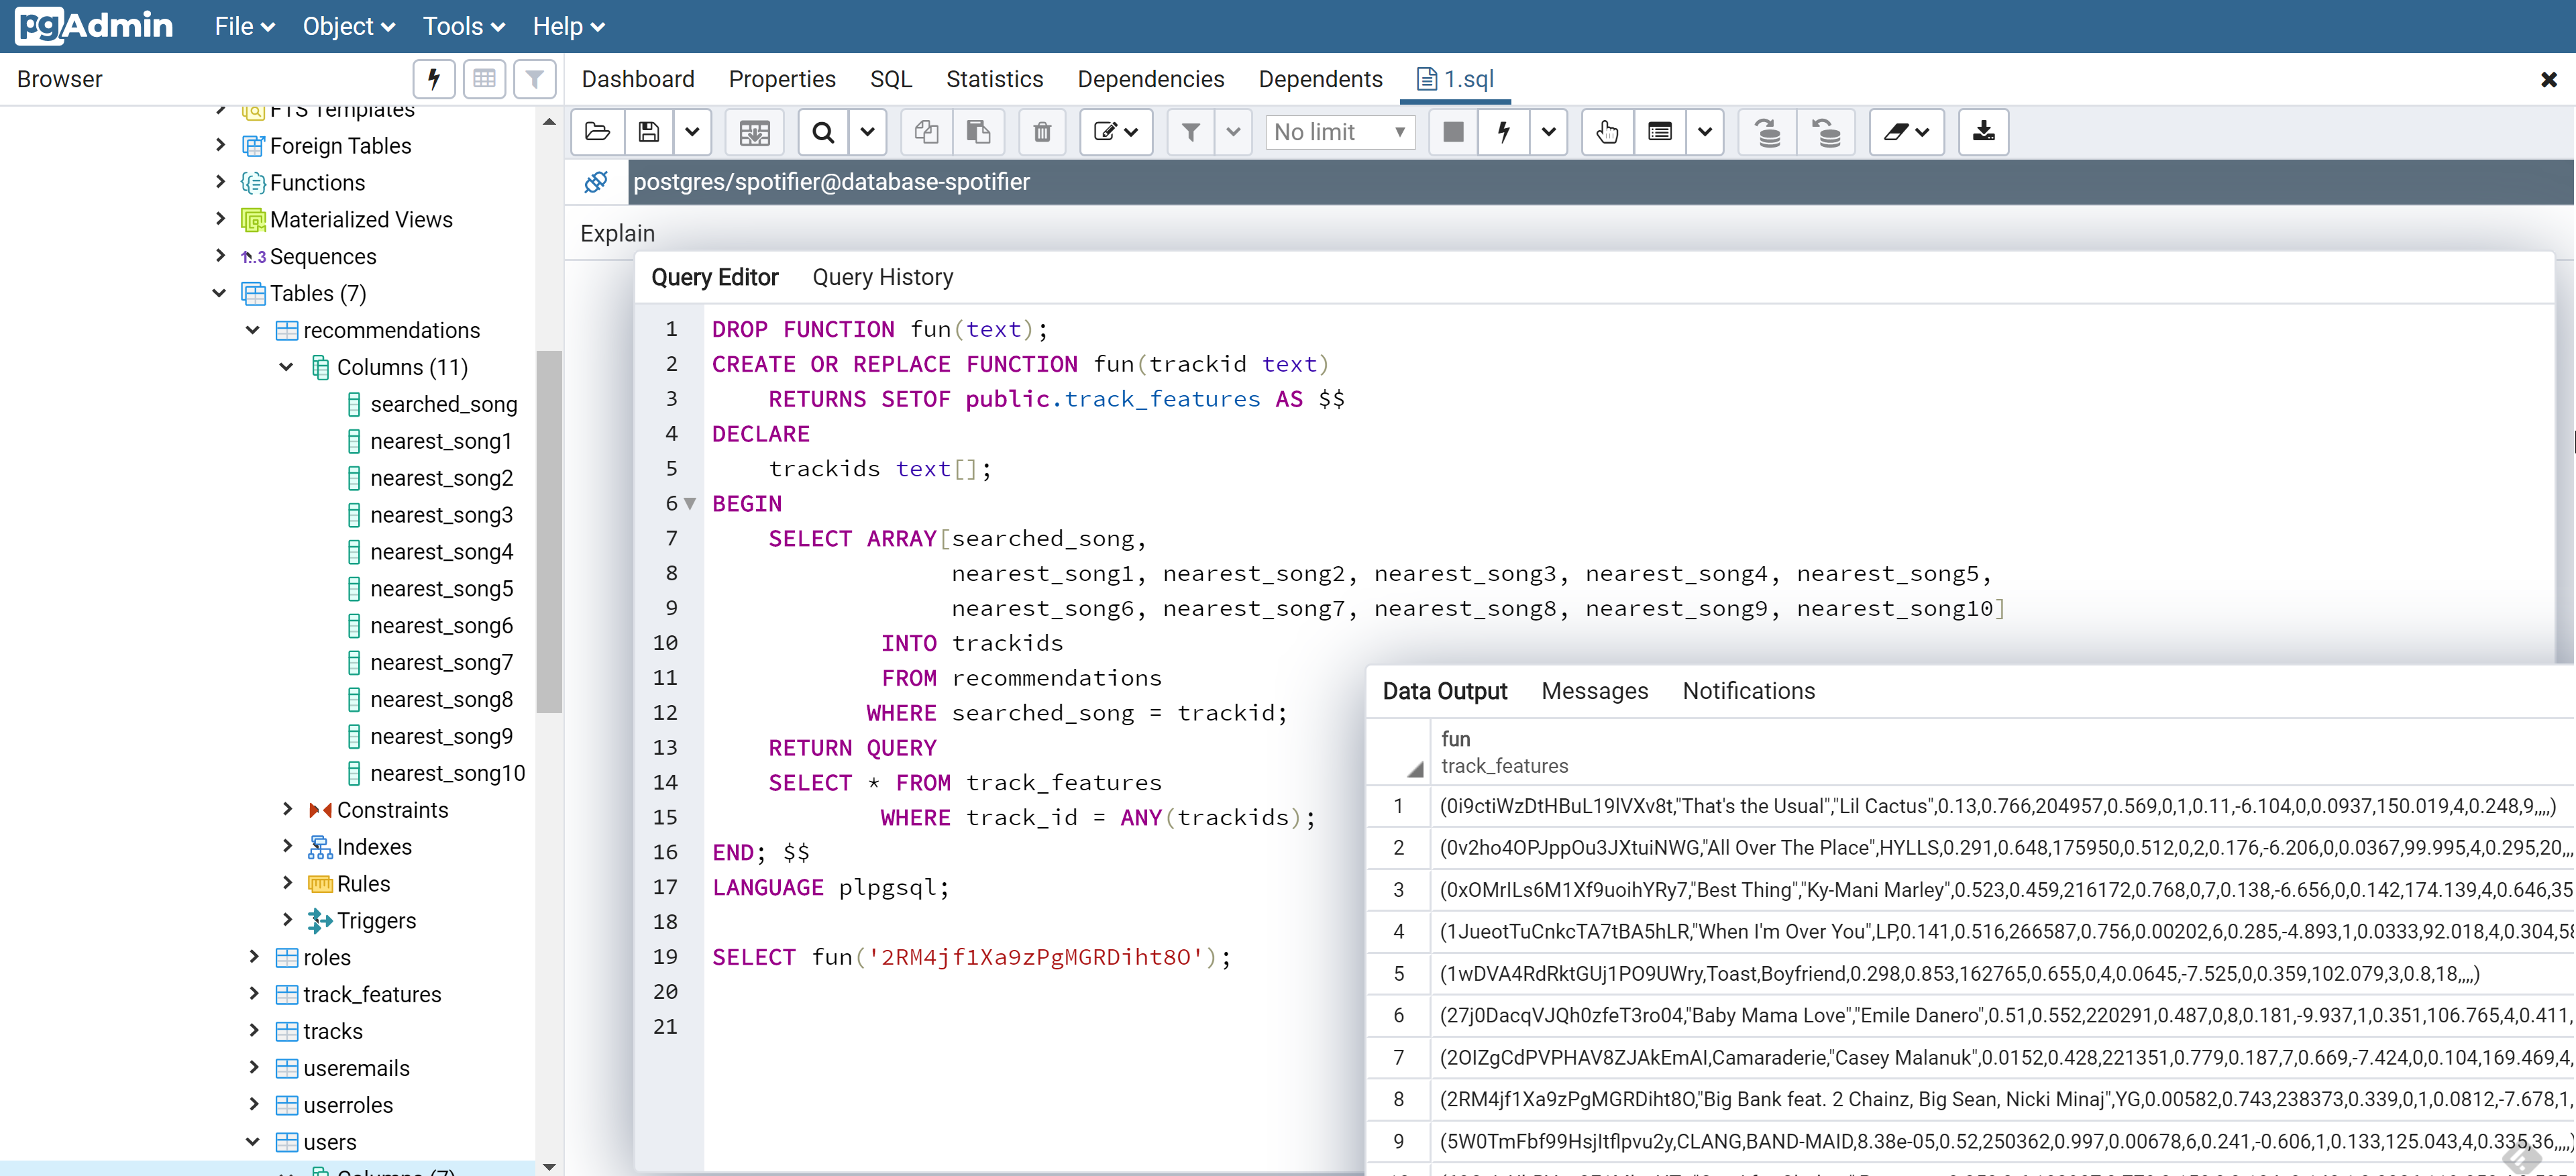 pgAdmin File Object Tools Help
Browser
Dashboard Properties SQL Statistics Dependencies Dependents 1.sql
FTS Templates
Foreign Tables
Functions
Materialized Views
1..3 Sequences
Tables (7)
recommendations
Columns (11)
searched_song
nearest_song1
nearest_song2
nearest_song3
nearest_song4
nearest_song5
nearest_song6
nearest_song7
nearest_song8
nearest_song9
nearest_song10
Constraints
Indexes
Rules
Triggers
roles
track_features
tracks
useremails
userroles
users
Columns (7)
No limit
postgres/spotifier@database-spotifier
Explain
Query Editor Query History
1 DROP FUNCTION fun(text);
2 CREATE OR REPLACE FUNCTION fun(trackid text)
3 RETURNS SETOF public.track_features AS $$
4 DECLARE
5 trackids text[];
6 BEGIN
7 SELECT ARRAY[searched_song,
8 nearest_song1, nearest_song2, nearest_song3, nearest_song4, nearest_song5,
9 nearest_song6, nearest_song7, nearest_song8, nearest_song9, nearest_song10]
10 INTO trackids
11 FROM recommendations
12 WHERE searched_song = trackid;
13 RETURN QUERY
14 SELECT * FROM track_features
15 WHERE track_id = ANY(trackids);
16 END; $$
17 LANGUAGE plpgsql;
18
19 SELECT fun('2RM4jf1Xa9zPgMGRDiht8O');
20
21
Data Output Messages Notifications
fun
track_features
1 (0i9ctiWzDtHBuL19lVXv8t,"That's the Usual","Lil Cactus",0.13,0.766,204957,0.569,0,1,0.11,-6.104,0,0.0937,150.019,4,0.248,9,,,,)
2 (0v2ho4OPJppOu3JXtuiNWG,"All Over The Place",HYLLS,0.291,0.648,175950,0.512,0,2,0.176,-6.206,0,0.0367,99.995,4,0.295,20,,,
3 (0xOMrILs6M1Xf9uoihYRy7,"Best Thing","Ky-Mani Marley",0.523,0.459,216172,0.768,0,7,0.138,-6.656,0,0.142,174.139,4,0.646,35
4 (1JueotTuCnkcTA7tBA5hLR,"When I'm Over You",LP,0.141,0.516,266587,0.756,0.00202,6,0.285,-4.893,1,0.0333,92.018,4,0.304,58
5 (1wDVA4RdRktGUj1PO9UWry,Toast,Boyfriend,0.298,0.853,162765,0.655,0,4,0.0645,-7.525,0,0.359,102.079,3,0.8,18,,,,)
6 (27j0DacqVJQh0zfeT3ro04,"Baby Mama Love","Emile Danero",0.51,0.552,220291,0.487,0,8,0.181,-9.937,1,0.351,106.765,4,0.411,
7 (2OIZgCdPVPHAV8ZJAkEmAI,Camaraderie,"Casey Malanuk",0.0152,0.428,221351,0.779,0.187,7,0.669,-7.424,0,0.104,169.469,4,
8 (2RM4jf1Xa9zPgMGRDiht8O,"Big Bank feat. 2 Chainz, Big Sean, Nicki Minaj",YG,0.00582,0.743,238373,0.339,0,1,0.0812,-7.678,1,
9 (5W0TmFbf99HsjItflpvu2y,CLANG,BAND-MAID,8.38e-05,0.52,250362,0.997,0.00678,6,0.241,-0.606,1,0.133,125.043,4,0.335,36,,,,)